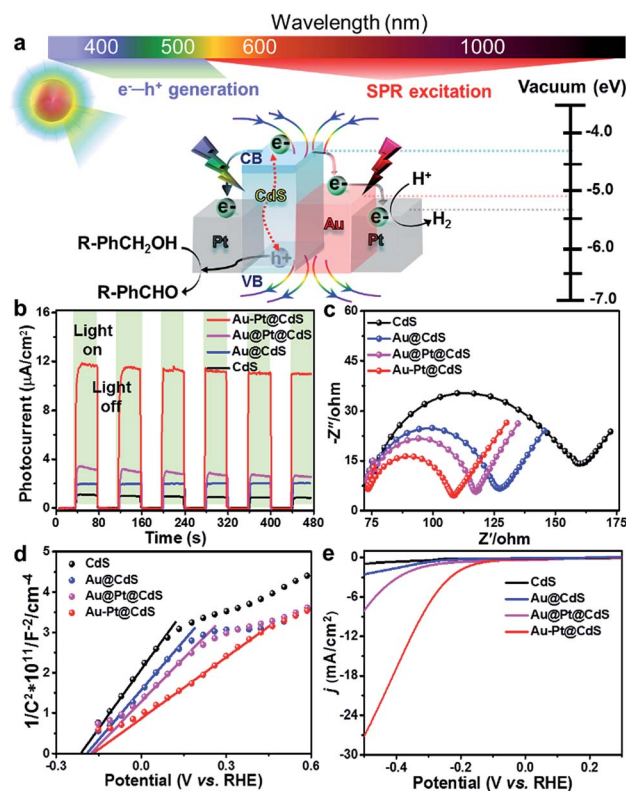 Wavelength (nm)
a
400 500 600 1000
e⁻—h⁺ generation
SPR excitation
Vacuum (eV)
-4.0
-5.0
-6.0
-7.0
CB
e-
CdS
e-
e-
e-
H⁺
H₂
Pt
Au
Pt
h+
VB
R-PhCH₂OH
R-PhCHO
b
Light on
Light off
Au-Pt@CdS
Au@Pt@CdS
Au@CdS
CdS
Photocurrent (μA/cm²)
16
12
8
4
0
0 80 160 240 320 400 480
Time (s)
c
CdS
Au@CdS
Au@Pt@CdS
Au-Pt@CdS
-Z″/ohm
60
45
30
15
0
75 100 125 150 175
Z′/ohm
d
CdS
Au@CdS
Au@Pt@CdS
Au-Pt@CdS
1/C²*10¹¹/F⁻²/cm⁻⁴
5
4
3
2
1
0
-0.3 0.0 0.3 0.6
Potential (V vs. RHE)
e
CdS
Au@CdS
Au@Pt@CdS
Au-Pt@CdS
j (mA/cm²)
0
-6
-12
-18
-24
-30
-0.4 -0.2 0.0 0.2
Potential (V vs. RHE)